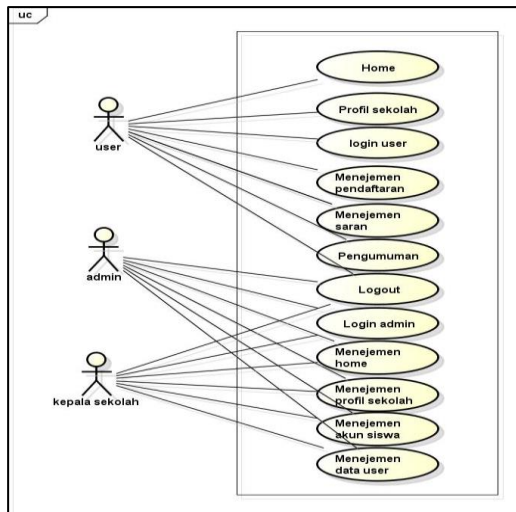 uc
Home
Profil sekolah
login user
Menejemen
pendaftaran
Menejemen
saran
Pengumuman
Logout
Login admin
Menejemen
home
Menejemen
profil sekolah
Menejemen
akun siswa
Menejemen
data user
user
admin
kepala sekolah